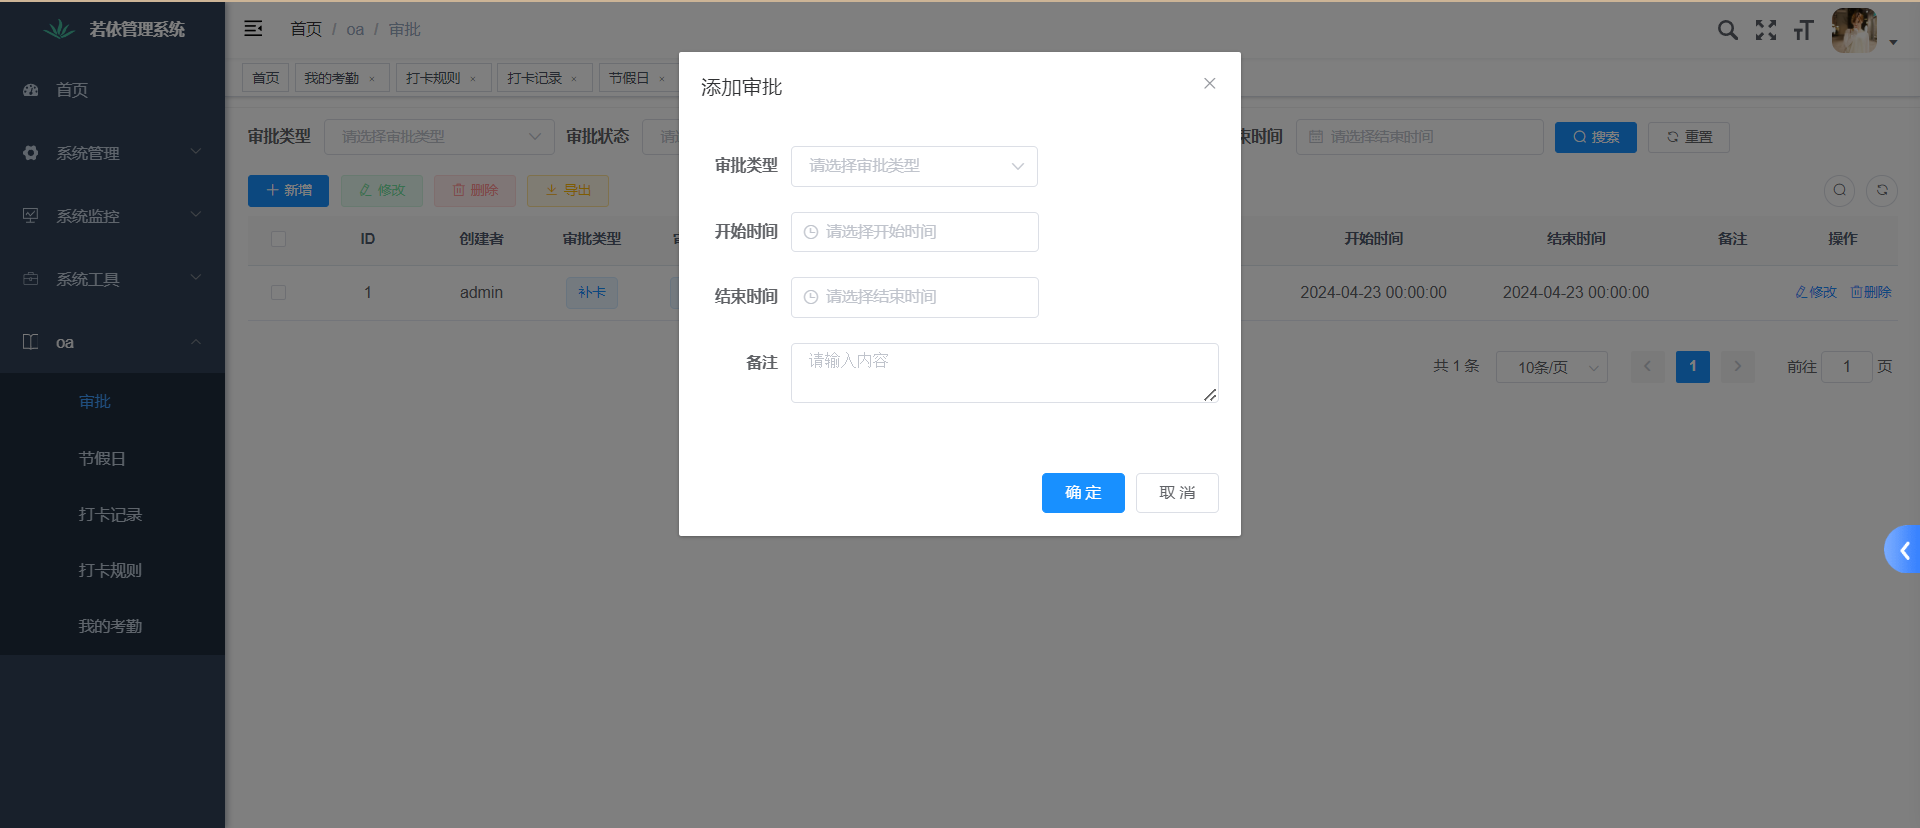 若依管理系统
首页 / oa / 审批
首页
系统管理
系统监控
系统工具
oa
审批
节假日
打卡记录
打卡规则
我的考勤
首页 我的考勤 × 打卡规则 × 打卡记录 × 节假日 ×
审批类型 请选择审批类型 审批状态 束时间 请选择结束时间 搜索 重置
新增 修改 删除 导出
ID 创建者 审批类型 开始时间 结束时间 备注 操作
1 admin 补卡 2024-04-23 00:00:00 2024-04-23 00:00:00 修改 删除
共 1 条 10条/页 1 前往 1 页
添加审批
审批类型 请选择审批类型
开始时间 请选择开始时间
结束时间 请选择结束时间
备注 请输入内容
确 定 取 消